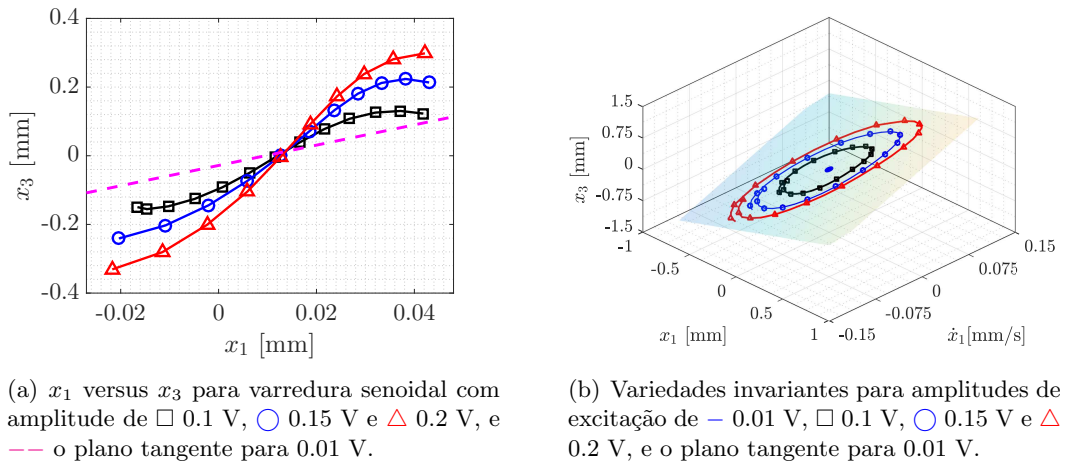 0.4
0.2
0
-0.2
-0.4
x₃ [mm]
-0.02
0
0.02
0.04
x₁ [mm]
1.5
0.75
0
-0.75
-1.5
x₃ [mm]
-1
-0.5
0
0.5
1
x₁ [mm]
-0.15
-0.075
0
0.075
0.15
ẋ₁[mm/s]
(a) x₁ versus x₃ para varredura senoidal com
amplitude de □ 0.1 V, ○ 0.15 V e △ 0.2 V, e
−− o plano tangente para 0.01 V.
(b) Variedades invariantes para amplitudes de
excitação de − 0.01 V, □ 0.1 V, ○ 0.15 V e △
0.2 V, e o plano tangente para 0.01 V.